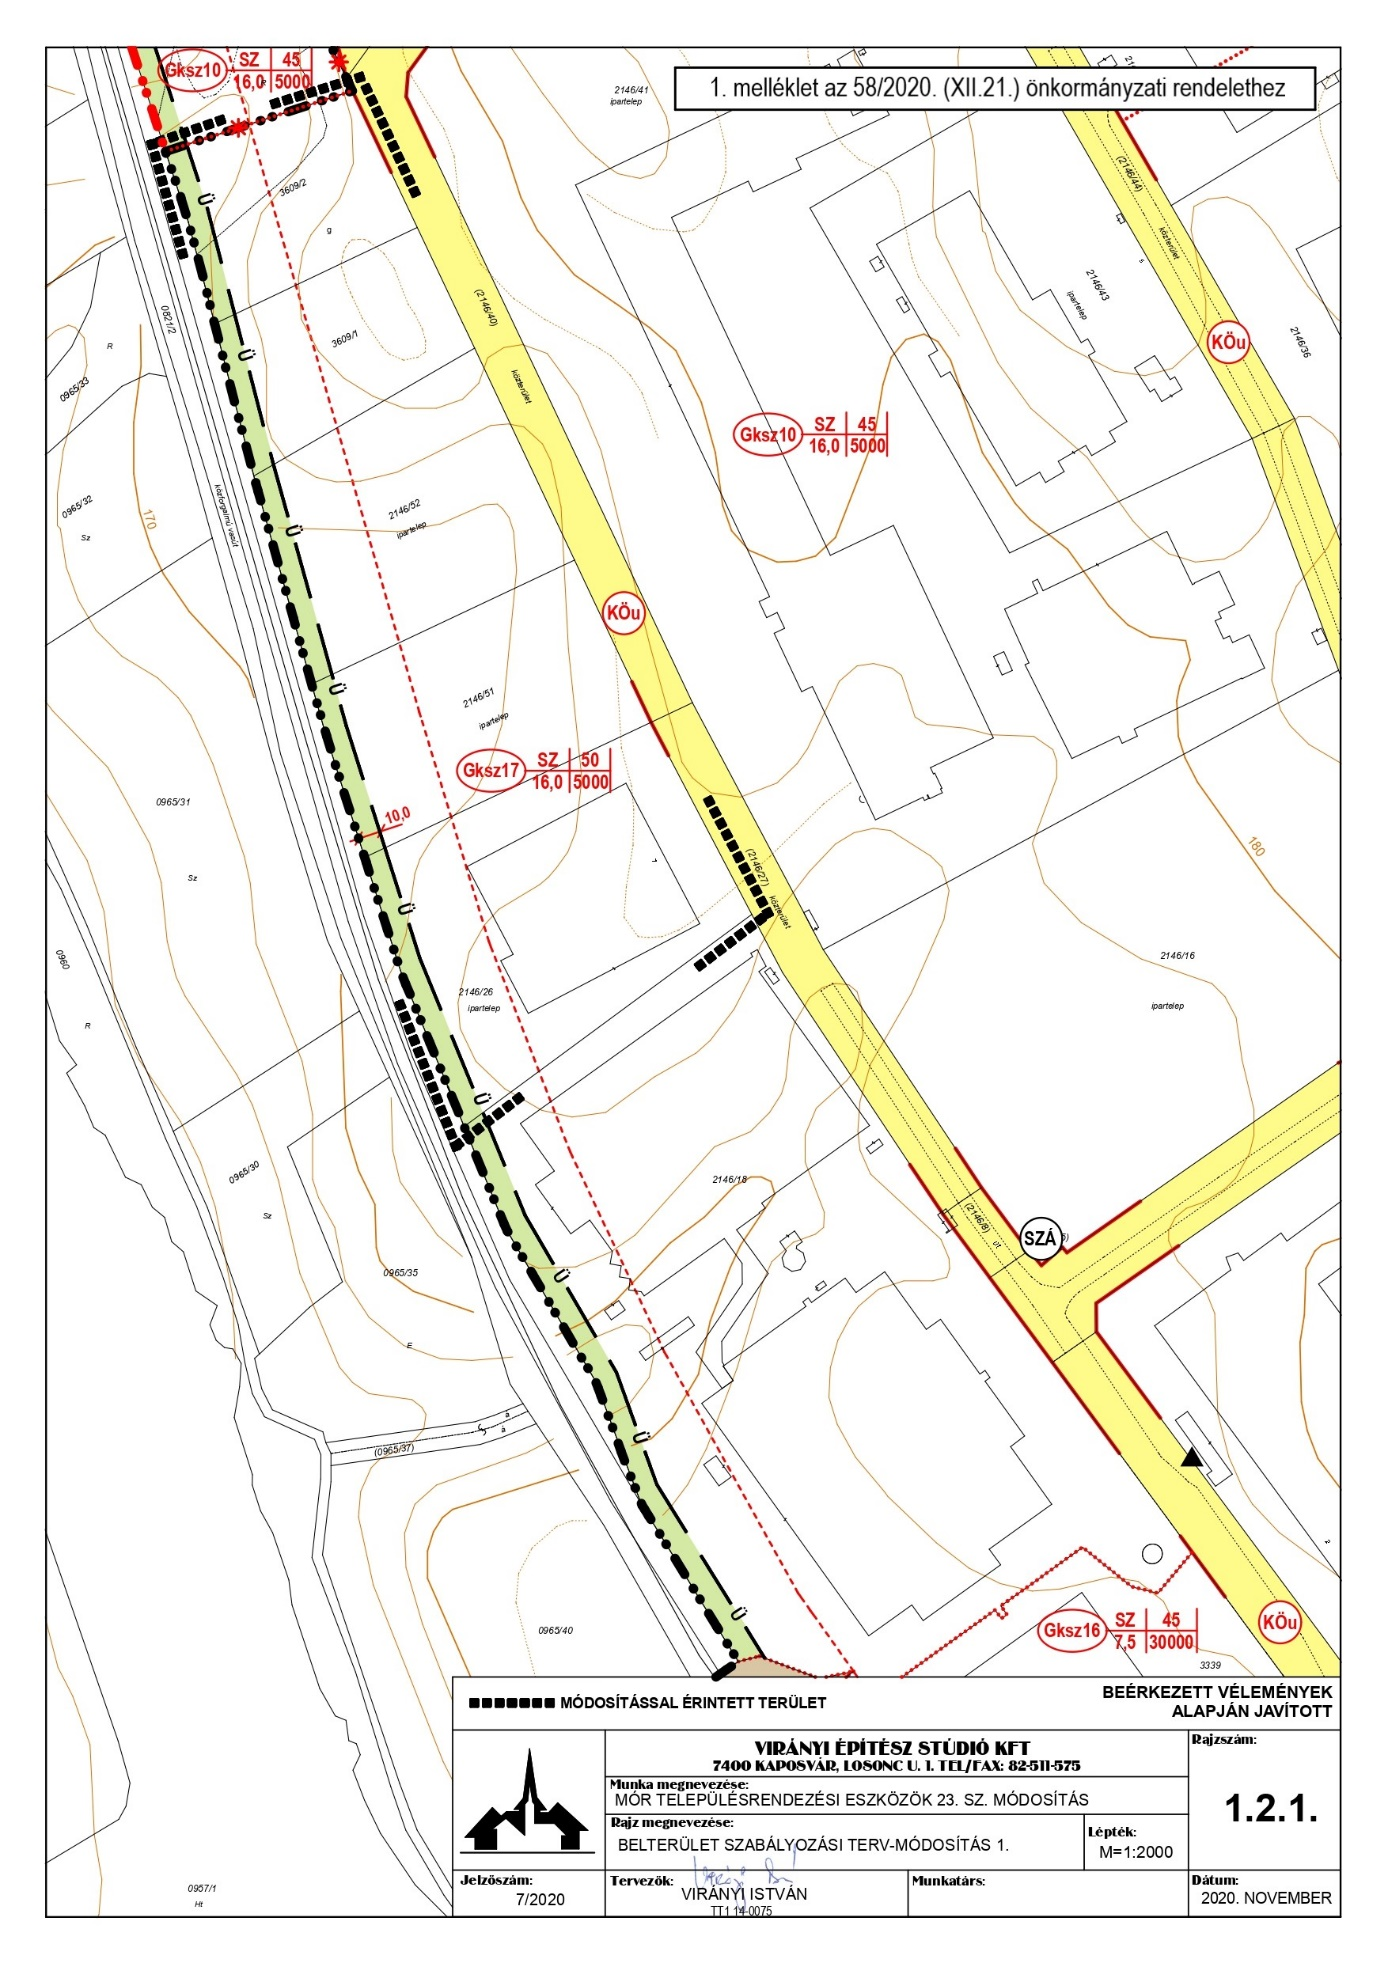 Gksz10 SZ 45
16,0 5000
1. melléklet az 58/2020. (XII.21.) önkormányzati rendelethez
2146/41
ipartelep
(2146/44)
közterület
3609/2
g
Ü
(2146/40)
közterület
2146/43
ipartelep
5
2146/36
KÖu
0821/2
R
3609/1
Ü
0965/33
Gksz10 SZ 45
16,0 5000
0965/32
Sz
170
közforgalmú vasút
2146/52
ipartelep
Ü
KÖu
Ü
2146/51
ipartelep
Gksz17 SZ 50
16,0 5000
0965/31
10,0
Sz
7
(2146/27)
közterület
180
Ü
0960
2146/26
ipartelep
2146/16
ipartelep
R
Ü
0965/30
Sz
2146/18
(2146/8)
út
SZÁ
0965/35
Ü
E
á
á
(0965/37)
Ü
2
Ü
0965/40
Gksz16 SZ 45
7,5 30000
KÖu
3339
0957/1
Ht
MÓDOSÍTÁSSAL ÉRINTETT TERÜLET
BEÉRKEZETT VÉLEMÉNYEK
ALAPJÁN JAVÍTOTT
VIRÁNYI ÉPÍTÉSZ STÚDIÓ KFT
7400 KAPOSVÁR, LOSONC U. 1. TEL/FAX: 82-511-575
Rajzszám:
1.2.1.
Munka megnevezése:
MÓR TELEPÜLÉSRENDEZÉSI ESZKÖZÖK 23. SZ. MÓDOSÍTÁS
Rajz megnevezése:
BELTERÜLET SZABÁLYOZÁSI TERV-MÓDOSÍTÁS 1.
Lépték:
M=1:2000
Jelzőszám:
7/2020
Tervezők:
VIRÁNYI ISTVÁN
TT1 14-0075
Munkatárs:
Dátum:
2020. NOVEMBER